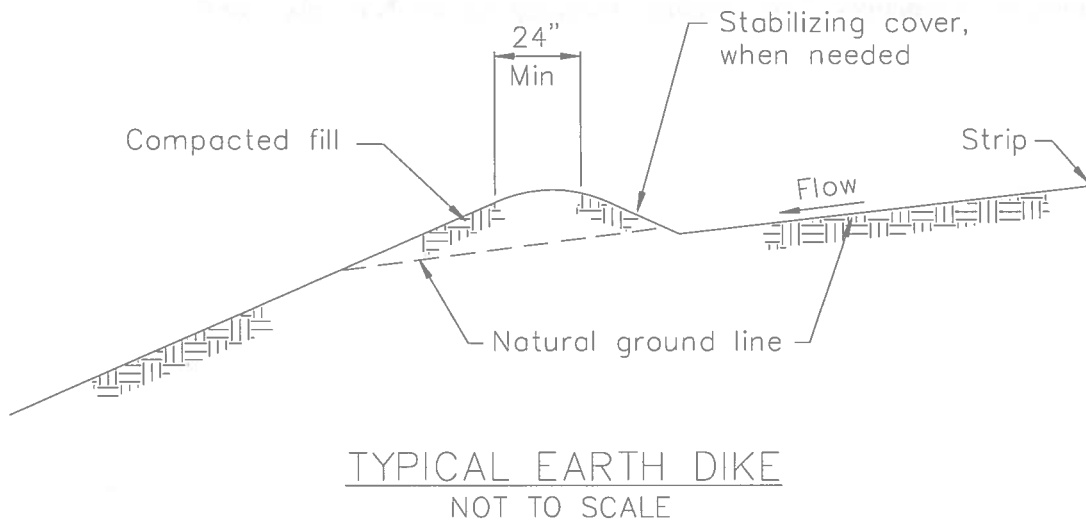 24"
Min
Stabilizing cover,
when needed
Compacted fill
Strip
Flow
Natural ground line
TYPICAL EARTH DIKE
NOT TO SCALE